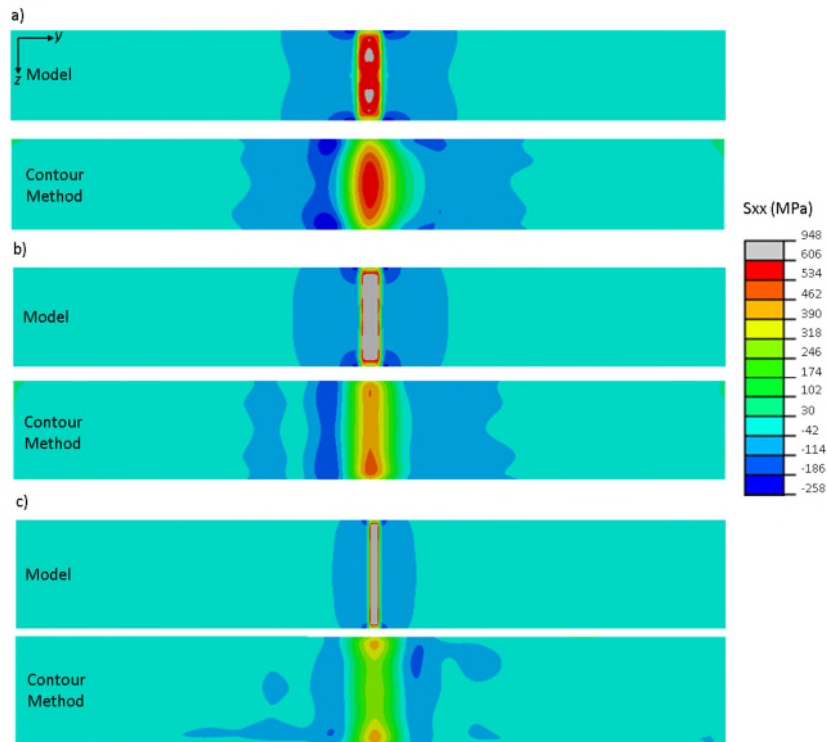 a)
y
z
Model
Contour
Method
Sxx (MPa)
948
606
534
462
390
318
246
174
102
30
-42
-114
-186
-258
b)
Model
Contour
Method
c)
Model
Contour
Method